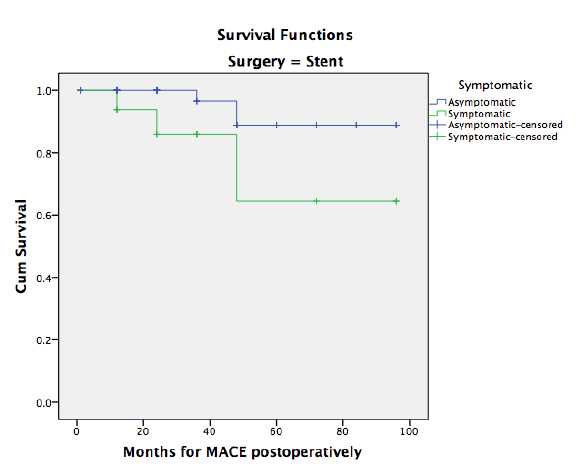 Survival Functions
Surgery = Stent
Symptomatic
Asymptomatic
Symptomatic
Asymptomatic-censored
Symptomatic-censored
Cum Survival
1.0
0.8
0.6
0.4
0.2
0.0
0 20 40 60 80 100
Months for MACE postoperatively